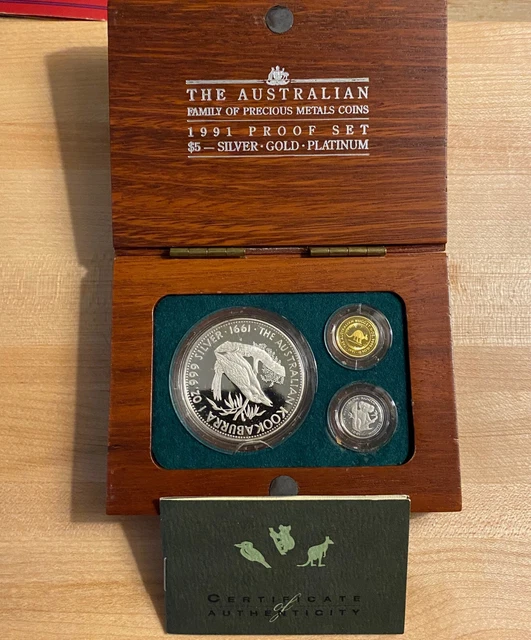 THE AUSTRALIAN
FAMILY OF PRECIOUS METALS COINS
1991 PROOF SET
$5 — SILVER · GOLD · PLATINUM
1 OZ 999 SILVER · 1991 · THE AUSTRALIAN KOOKABURRA
CERTIFICATE
of
AUTHENTICITY